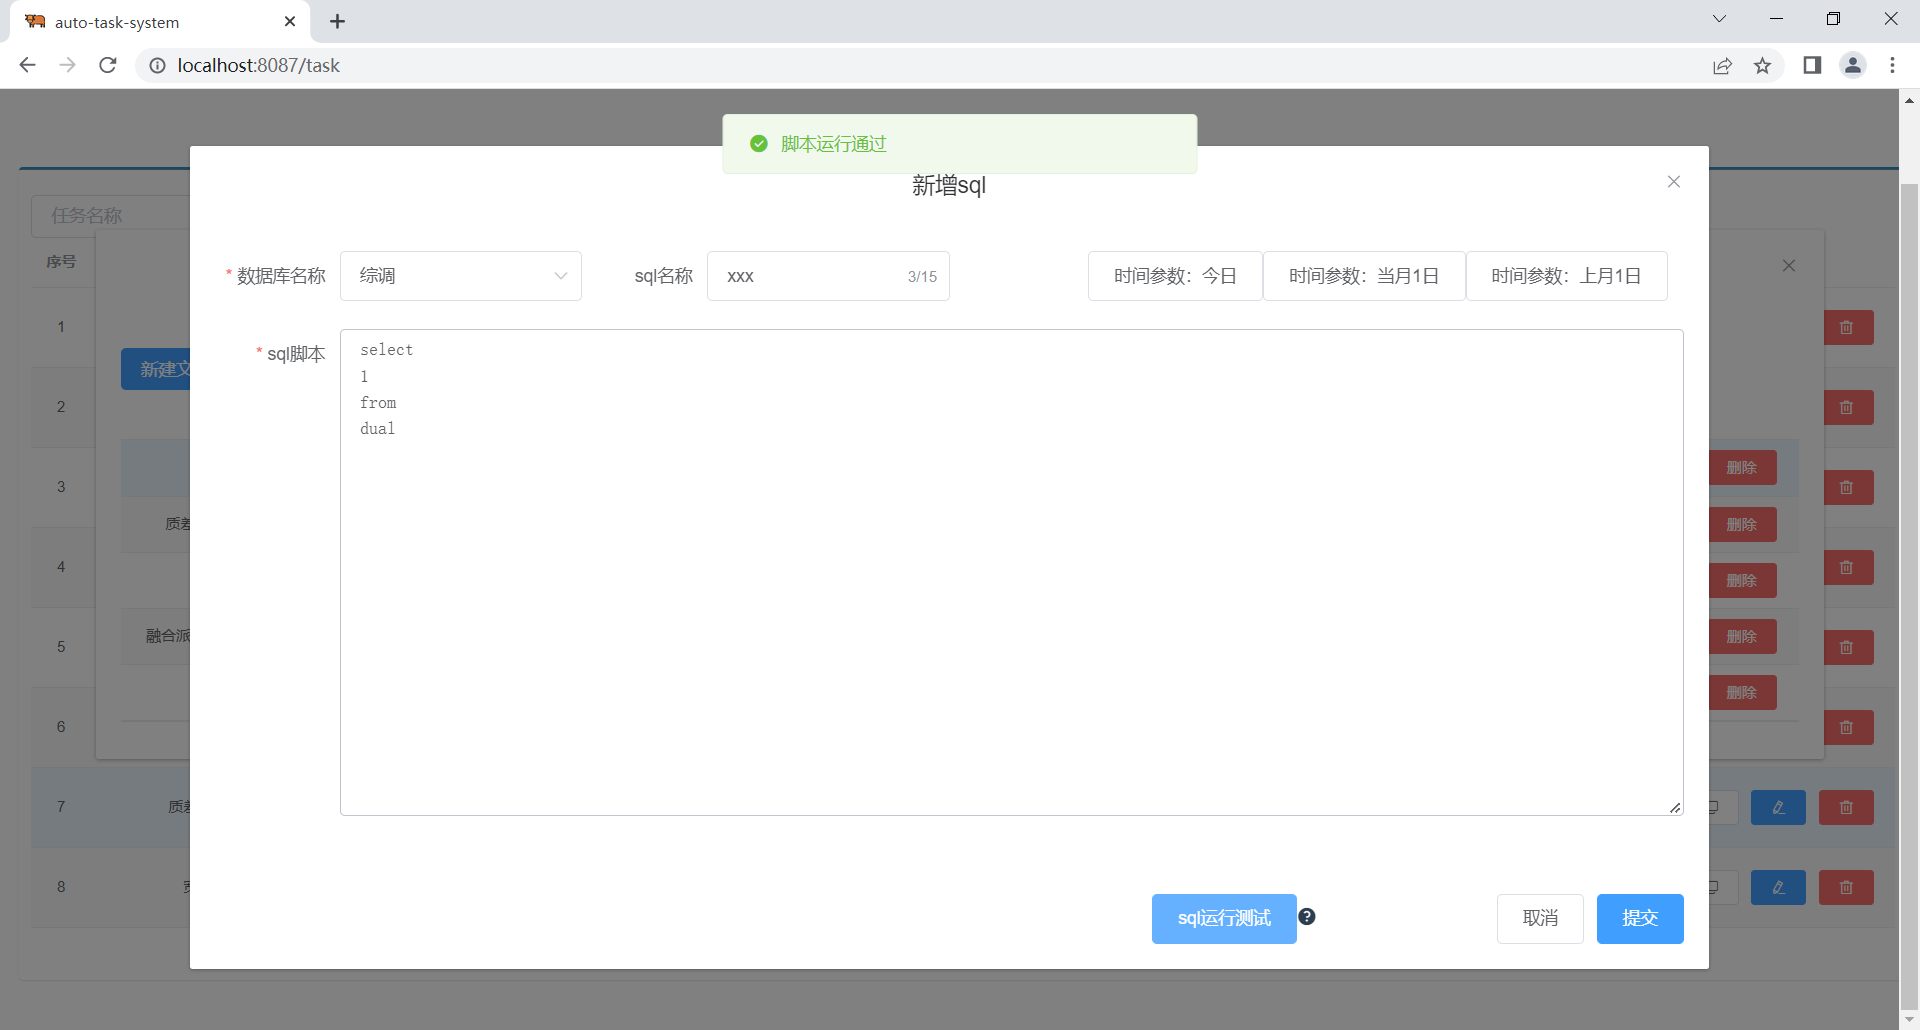 auto-task-system
localhost:8087/task
脚本运行通过
新增sql
任务名称
序号
* 数据库名称
综调
sql名称
xxx
3/15
时间参数：今日
时间参数：当月1日
时间参数：上月1日
* sql脚本
select
1
from
dual
1
2
3
4
5
6
7
8
新建文
质差
融合派
质差
删除
删除
删除
删除
删除
sql运行测试
取消
提交